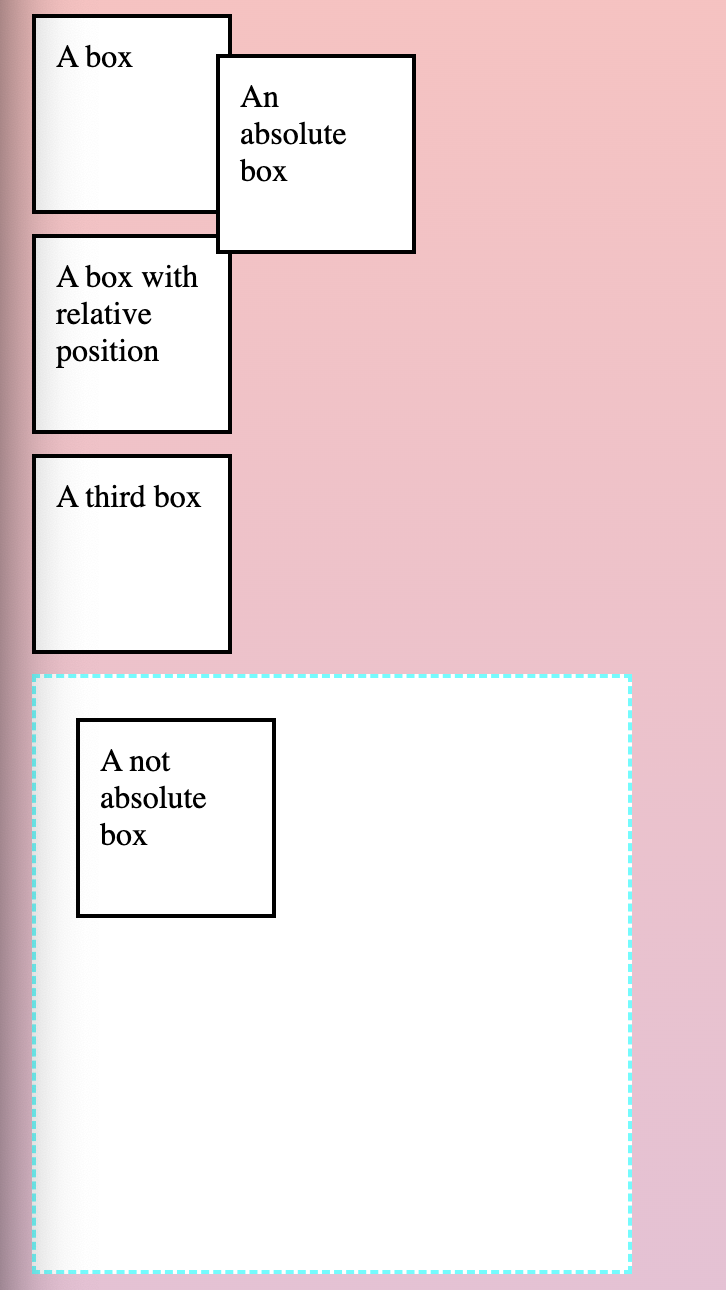 A box
An
absolute
box
A box with
relative
position
A third box
A not
absolute
box